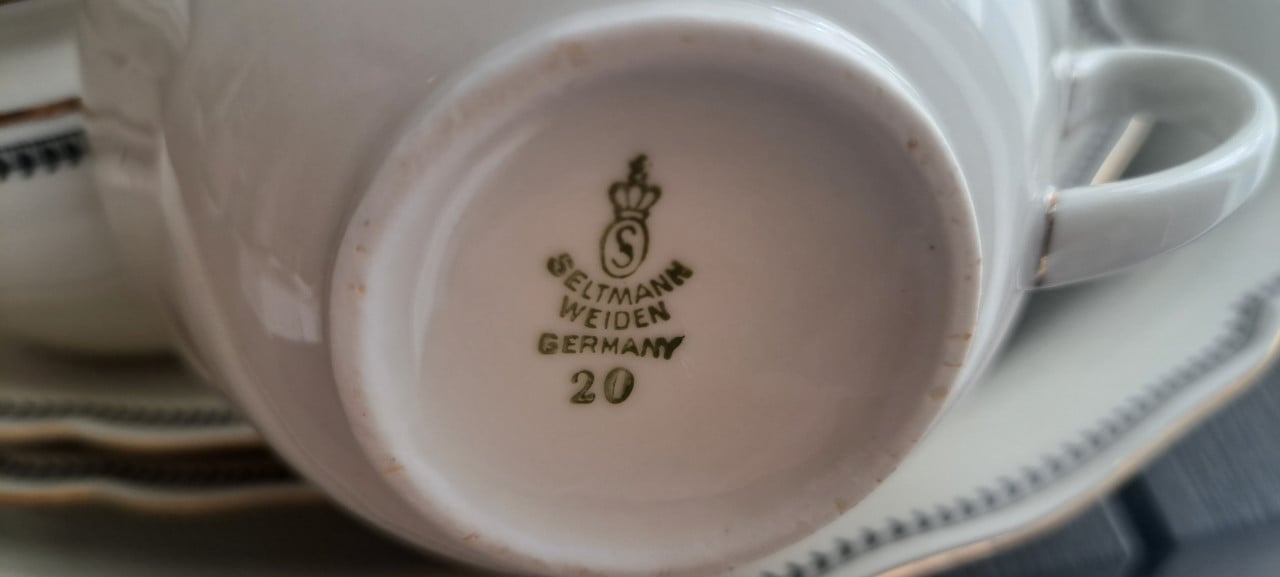 S
SELTMANN
WEIDEN
GERMANY
20